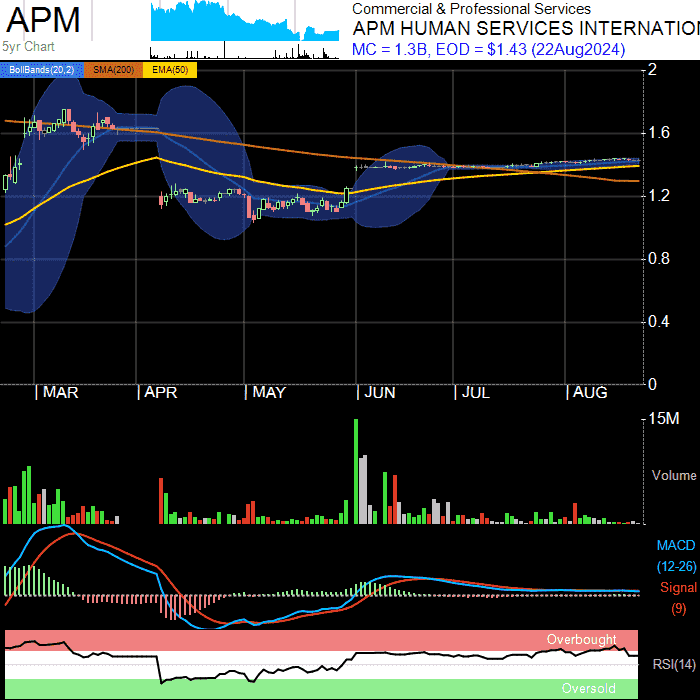 APM
5yr Chart
Commercial & Professional Services
APM HUMAN SERVICES INTERNATIO
MC = 1.3B, EOD = $1.43 (22Aug2024)
BollBands(20,2) SMA(200) EMA(50)
2
1.6
1.2
0.8
0.4
0
MAR APR MAY JUN JUL AUG
15M
Volume
MACD
(12-26)
Signal
(9)
Overbought
RSI(14)
Oversold